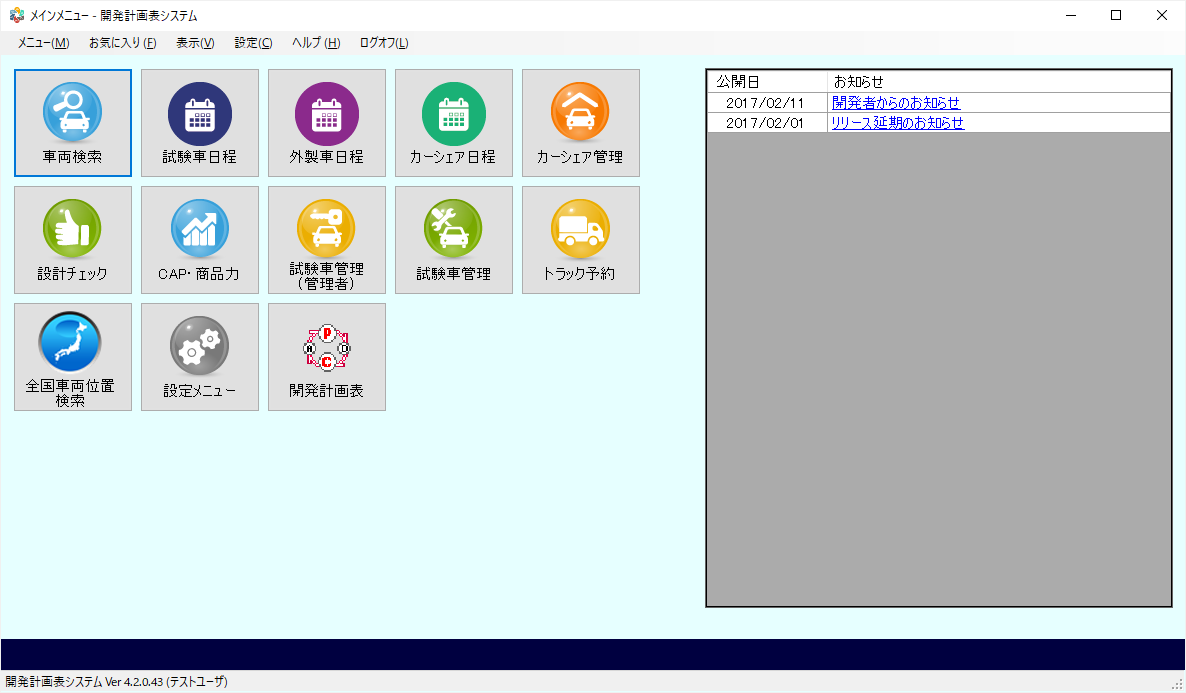 メインメニュー - 開発計画表システム
メニュー(M) お気に入り(F) 表示(V) 設定(C) ヘルプ(H) ログオフ(L)
車両検索
試験車日程
外製車日程
カーシェア日程
カーシェア管理
設計チェック
CAP・商品力
試験車管理
(管理者)
試験車管理
トラック予約
全国車両位置
検索
設定メニュー
P
A D
C
開発計画表
公開日 お知らせ
2017/02/11 開発者からのお知らせ
2017/02/01 リリース延期のお知らせ
開発計画表システム Ver 4.2.0.43 (テストユーザ)